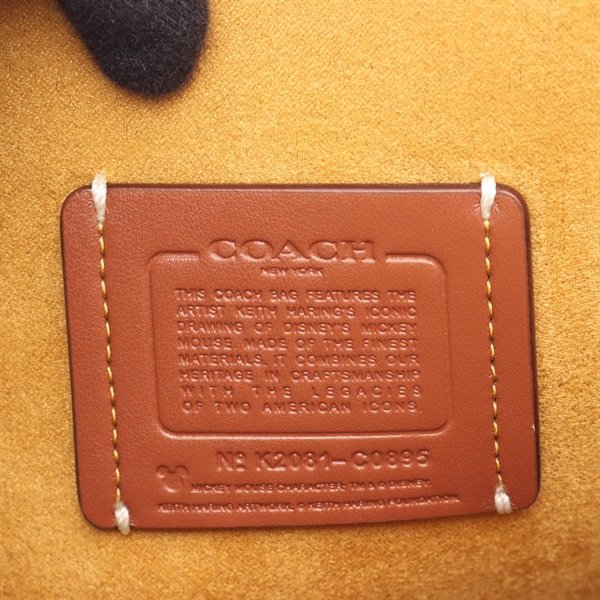 COACH
NEW YORK
THIS COACH BAG FEATURES THE
ARTIST KEITH HARING'S ICONIC
DRAWING OF DISNEY'S MICKEY
MOUSE. MADE OF THE FINEST
MATERIALS, IT COMBINES OUR
HERITAGE IN CRAFTSMANSHIP
WITH THE LEGACIES
OF TWO AMERICAN ICONS.
Nº K2081-C0895
MICKEY MOUSE CHARACTER: TM & © DISNEY.
KEITH HARING ARTWORK: © KEITH HARING FOUNDATION.